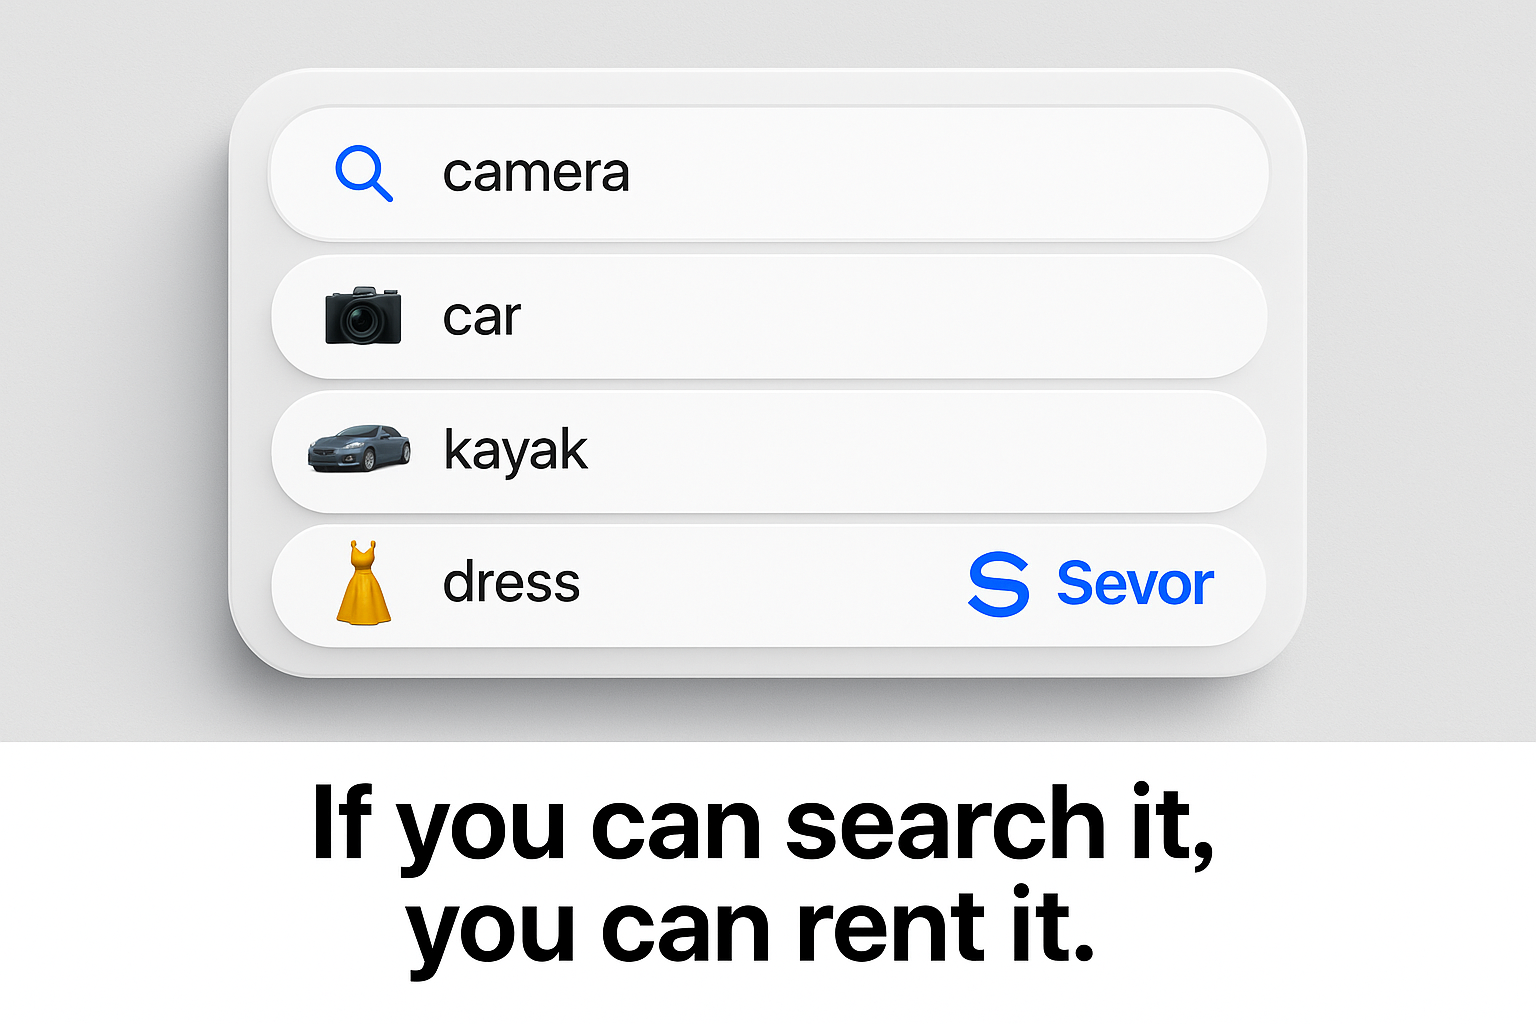 camera
car
kayak
dress
S Sevor
If you can search it,
you can rent it.